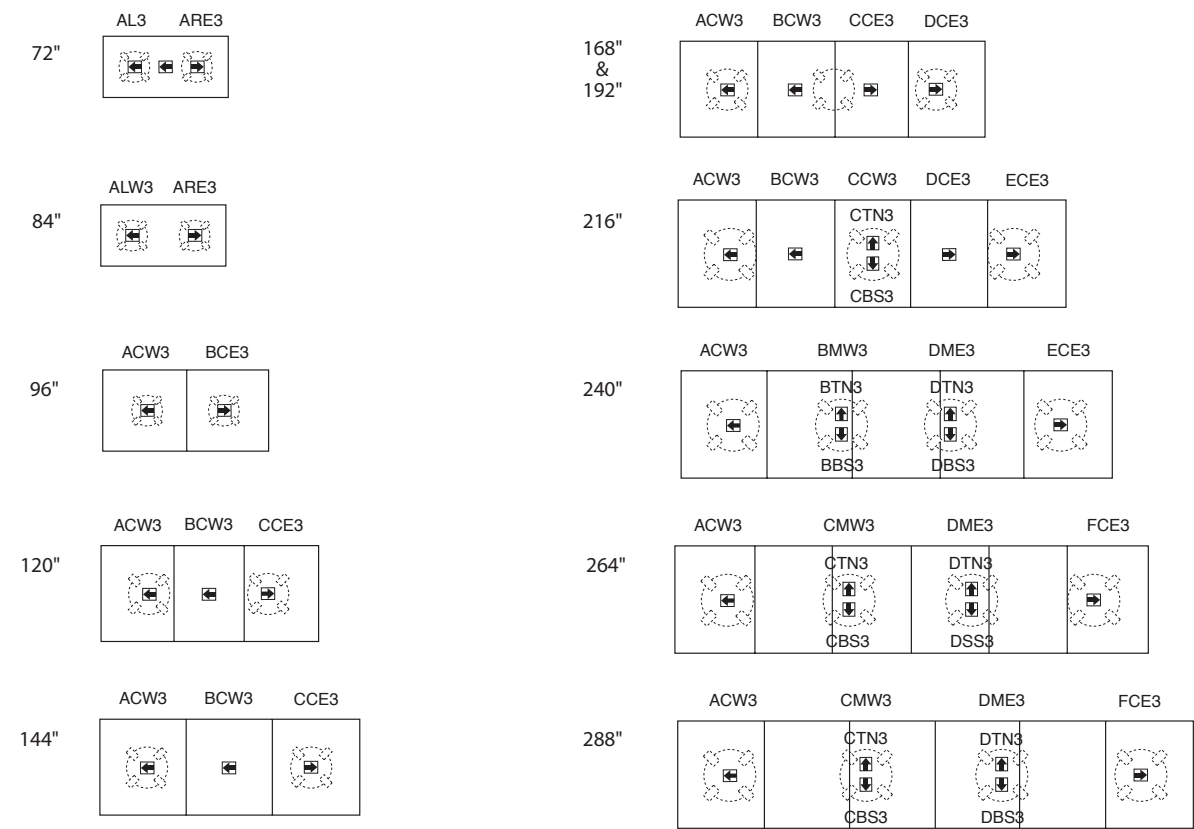 AL3 ARE3
72"
ALW3 ARE3
84"
ACW3 BCE3
96"
ACW3 BCW3 CCE3
120"
ACW3 BCW3 CCE3
144"
ACW3 BCW3 CCE3 DCE3
168"
&
192"
ACW3 BCW3 CCW3 DCE3 ECE3
216"
CTN3
CBS3
ACW3 BMW3 DME3 ECE3
240"
BTN3 DTN3
BBS3 DBS3
ACW3 CMW3 DME3 FCE3
264"
CTN3 DTN3
CBS3 DSS3
ACW3 CMW3 DME3 FCE3
288"
CTN3 DTN3
CBS3 DBS3